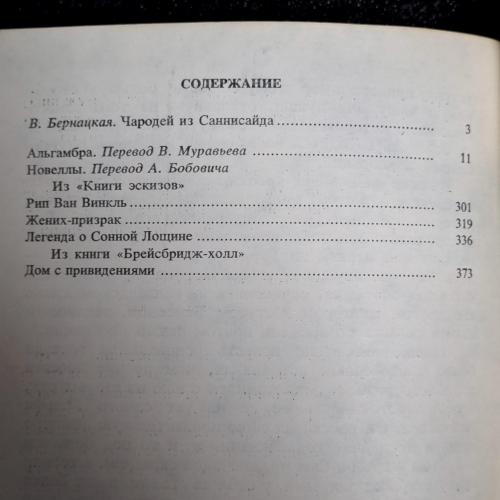 СОДЕРЖАНИЕ
В. Бернацкая. Чародей из Саннисайда 3
Альгамбра. Перевод В. Муравьева 11
Новеллы. Перевод А. Бобовича
Из «Книги эскизов»
Рип Ван Винкль 301
Жених-призрак 319
Легенда о Сонной Лощине 336
Из книги «Брейсбридж-холл»
Дом с привидениями 373